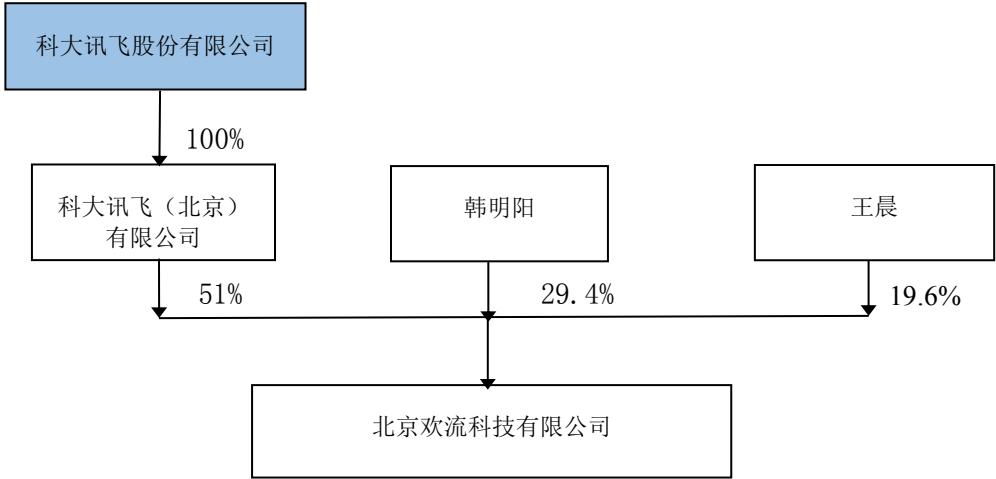 科大讯飞股份有限公司
100%
科大讯飞（北京）
有限公司
韩明阳
王晨
51%
29.4%
19.6%
北京欢流科技有限公司